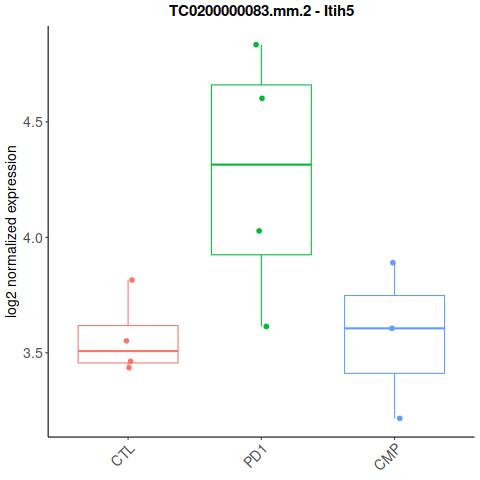 TC0200000083.mm.2 - Itih5
log2 normalized expression
4.5
4.0
3.5
CTL
PD1
CMP